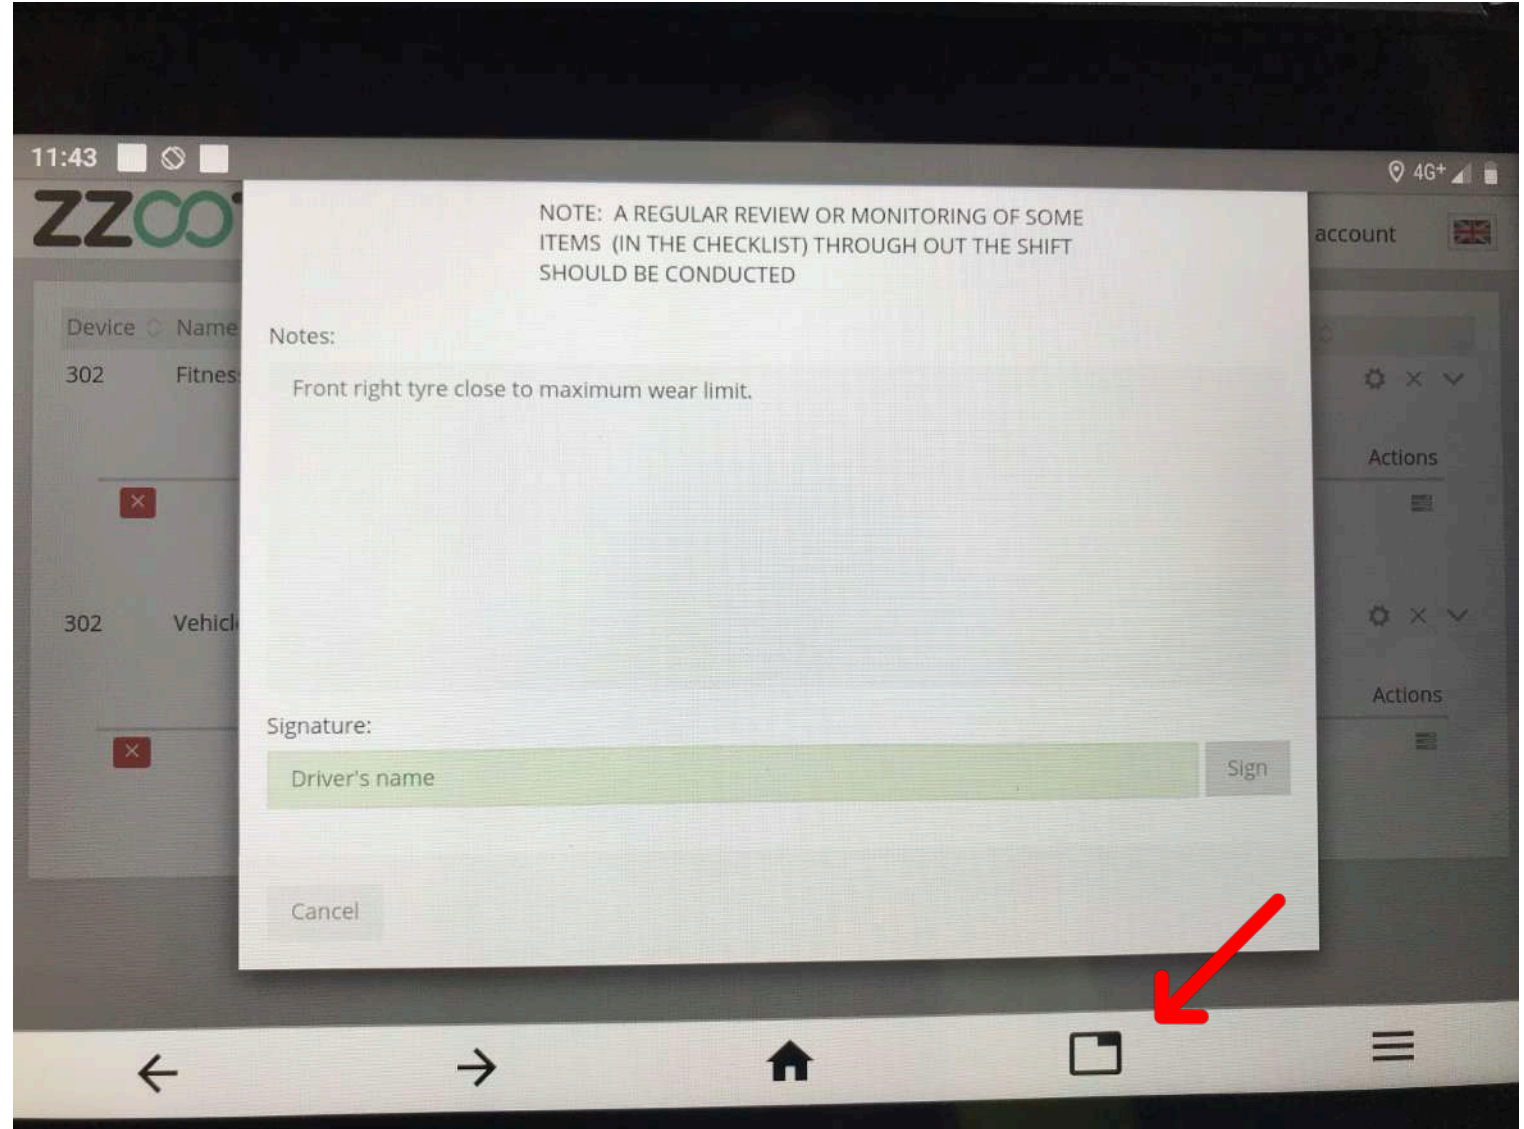 11:43
4G+
account
NOTE: A REGULAR REVIEW OR MONITORING OF SOME
ITEMS (IN THE CHECKLIST) THROUGH OUT THE SHIFT
SHOULD BE CONDUCTED
Device Name
Notes:
302 Fitnes
Front right tyre close to maximum wear limit.
Actions
302 Vehicl
Actions
Signature:
Driver's name
Sign
Cancel